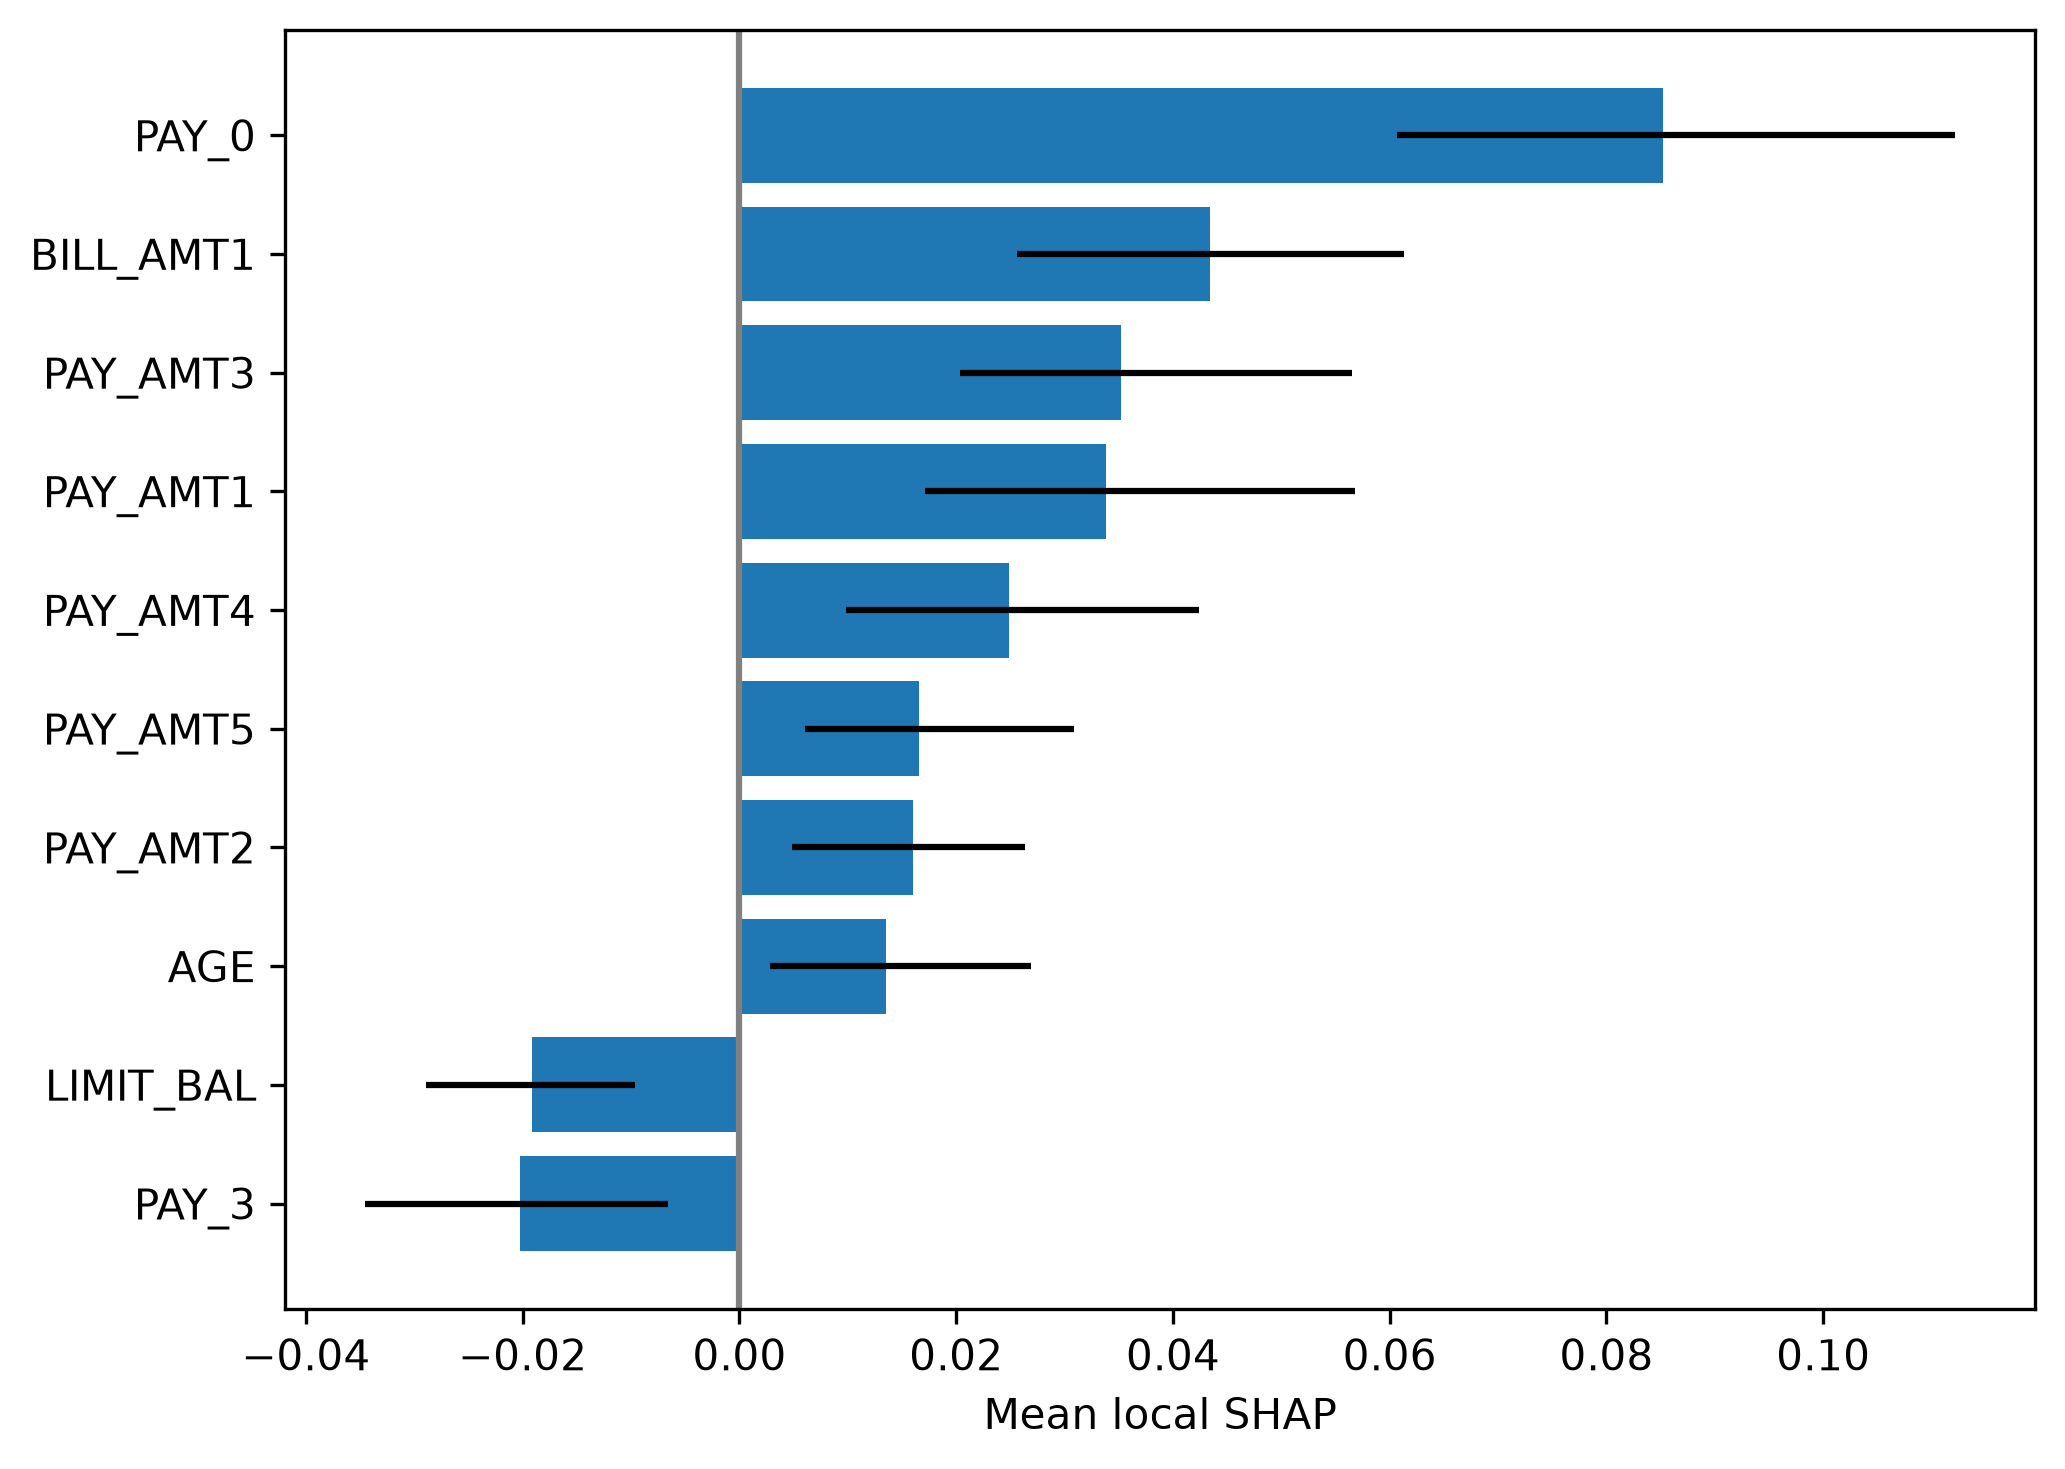 PAY_0
BILL_AMT1
PAY_AMT3
PAY_AMT1
PAY_AMT4
PAY_AMT5
PAY_AMT2
AGE
LIMIT_BAL
PAY_3
−0.04 −0.02 0.00 0.02 0.04 0.06 0.08 0.10
Mean local SHAP